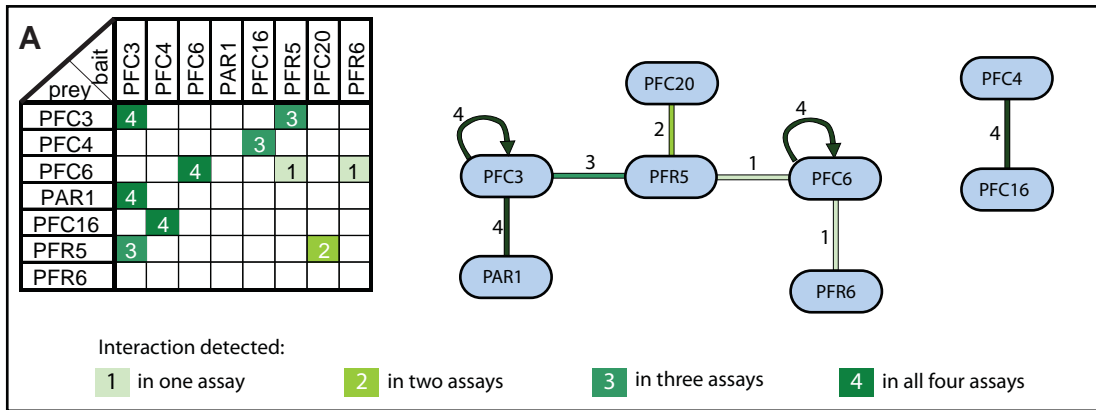 A
bait
prey
PFC3 PFC4 PFC6 PAR1 PFC16 PFR5 PFC20 PFR6
PFC3 4 3
PFC4 3
PFC6 4 1 1
PAR1 4
PFC16 4
PFR5 3 2
PFR6
PFC20
PFC4
4
2
4
4
PFC3
3
PFR5
1
PFC6
PFC16
4
1
PAR1
PFR6
Interaction detected:
1 in one assay 2 in two assays 3 in three assays 4 in all four assays